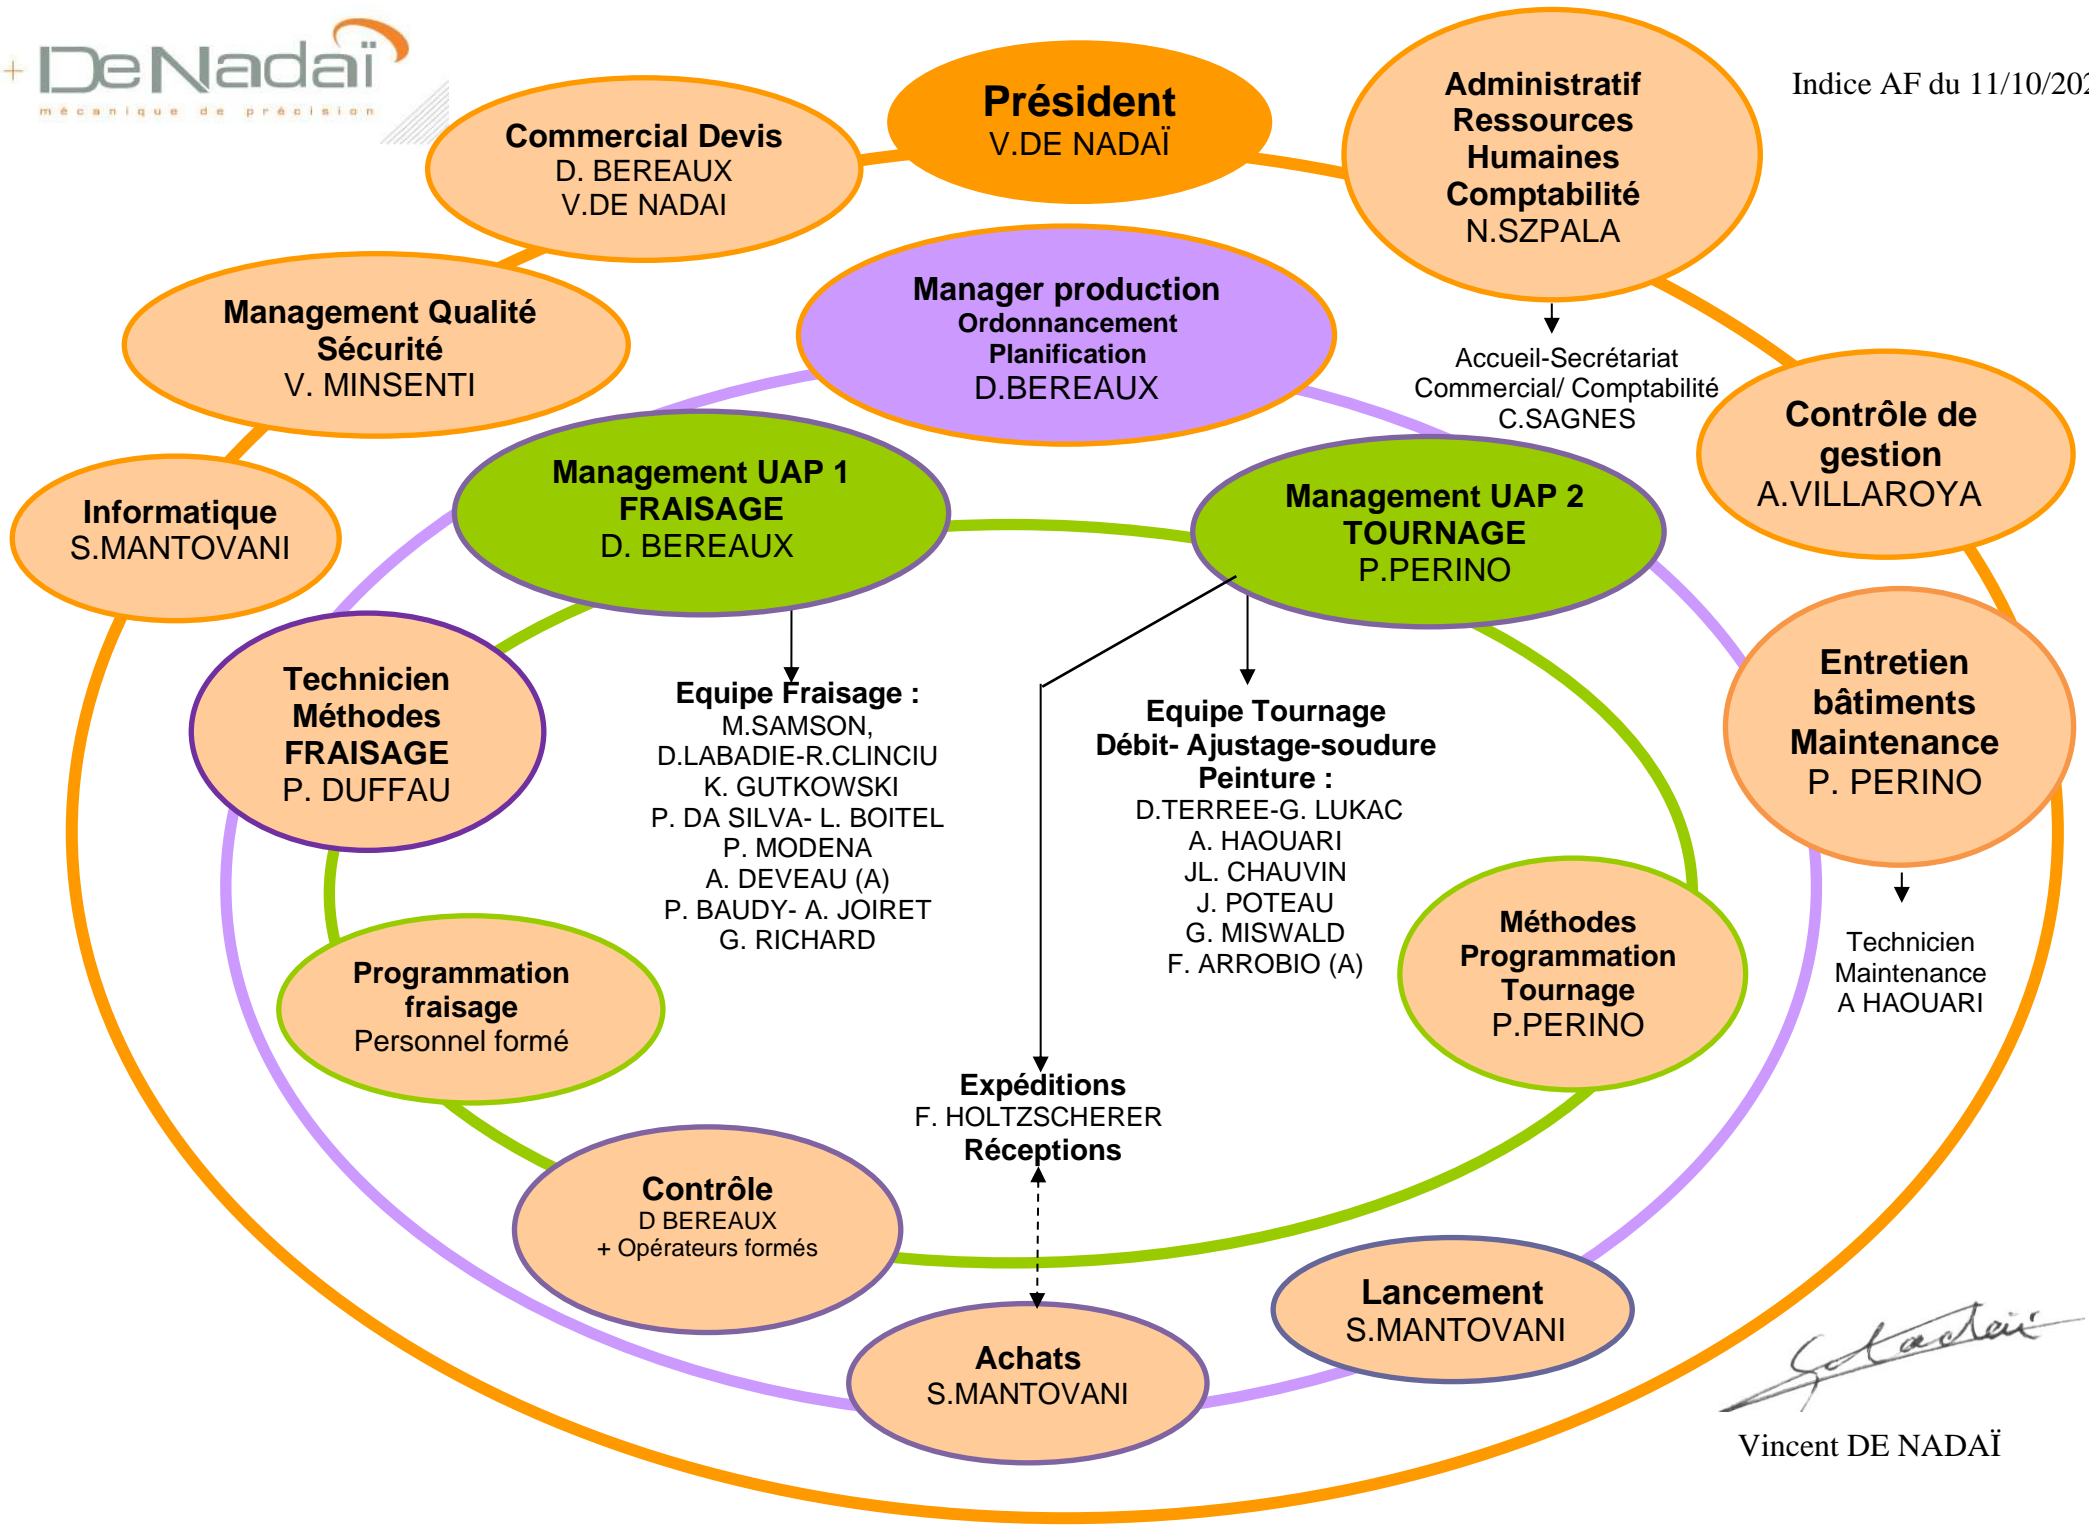 + DeNadaï
mécanique de précision
Indice AF du 11/10/202
Président
V.DE NADAÏ
Commercial Devis
D. BEREAUX
V.DE NADAI
Administratif
Ressources
Humaines
Comptabilité
N.SZPALA
Accueil-Secrétariat
Commercial/ Comptabilité
C.SAGNES
Management Qualité
Sécurité
V. MINSENTI
Manager production
Ordonnancement
Planification
D.BEREAUX
Contrôle de
gestion
A.VILLAROYA
Informatique
S.MANTOVANI
Management UAP 1
FRAISAGE
D. BEREAUX
Management UAP 2
TOURNAGE
P.PERINO
Technicien
Méthodes
FRAISAGE
P. DUFFAU
Equipe Fraisage :
M.SAMSON,
D.LABADIE-R.CLINCIU
K. GUTKOWSKI
P. DA SILVA- L. BOITEL
P. MODENA
A. DEVEAU (A)
P. BAUDY- A. JOIRET
G. RICHARD
Equipe Tournage
Débit- Ajustage-soudure
Peinture :
D.TERREE-G. LUKAC
A. HAOUARI
JL. CHAUVIN
J. POTEAU
G. MISWALD
F. ARROBIO (A)
Entretien
bâtiments
Maintenance
P. PERINO
Technicien
Maintenance
A HAOUARI
Programmation
fraisage
Personnel formé
Méthodes
Programmation
Tournage
P.PERINO
Expéditions
F. HOLTZSCHERER
Réceptions
Contrôle
D BEREAUX
+ Opérateurs formés
Lancement
S.MANTOVANI
Achats
S.MANTOVANI
Vincent DE NADAÏ